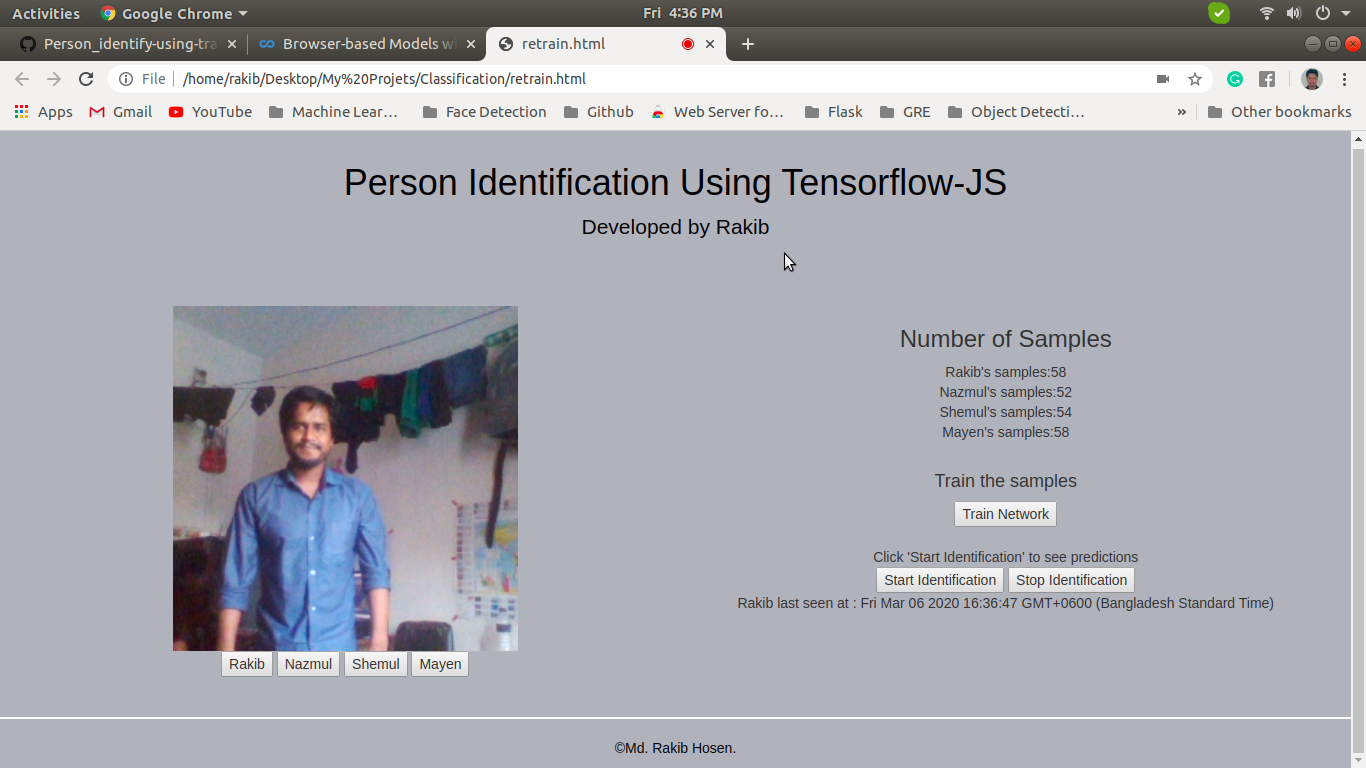 Activities Google Chrome Fri 4:36 PM
Person_identify-using-tra Browser-based Models wi retrain.html
File /home/rakib/Desktop/My%20Projets/Classification/retrain.html
Apps Gmail YouTube Machine Lear… Face Detection Github Web Server fo… Flask GRE Object Detecti… » Other bookmarks
Person Identification Using Tensorflow-JS
Developed by Rakib
Number of Samples
Rakib's samples:58
Nazmul's samples:52
Shemul's samples:54
Mayen's samples:58
Train the samples
Train Network
Click 'Start Identification' to see predictions
Start Identification Stop Identification
Rakib last seen at : Fri Mar 06 2020 16:36:47 GMT+0600 (Bangladesh Standard Time)
Rakib Nazmul Shemul Mayen
©Md. Rakib Hosen.